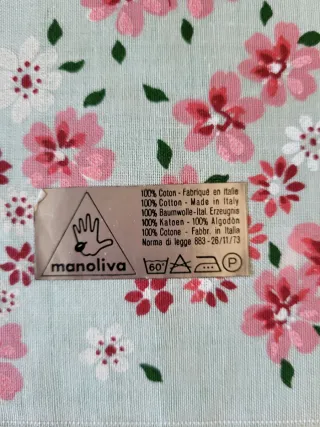 manoliva
100% Coton - Fabriqué en Italie
100% Cotton - Made in Italy
100% Baumwolle-Ital. Erzeugnis
100% Katoen - 100% Algodón
100% Cotone - Fabbr. in Italia
Norma di legge 883 - 26/11/73
60° A P